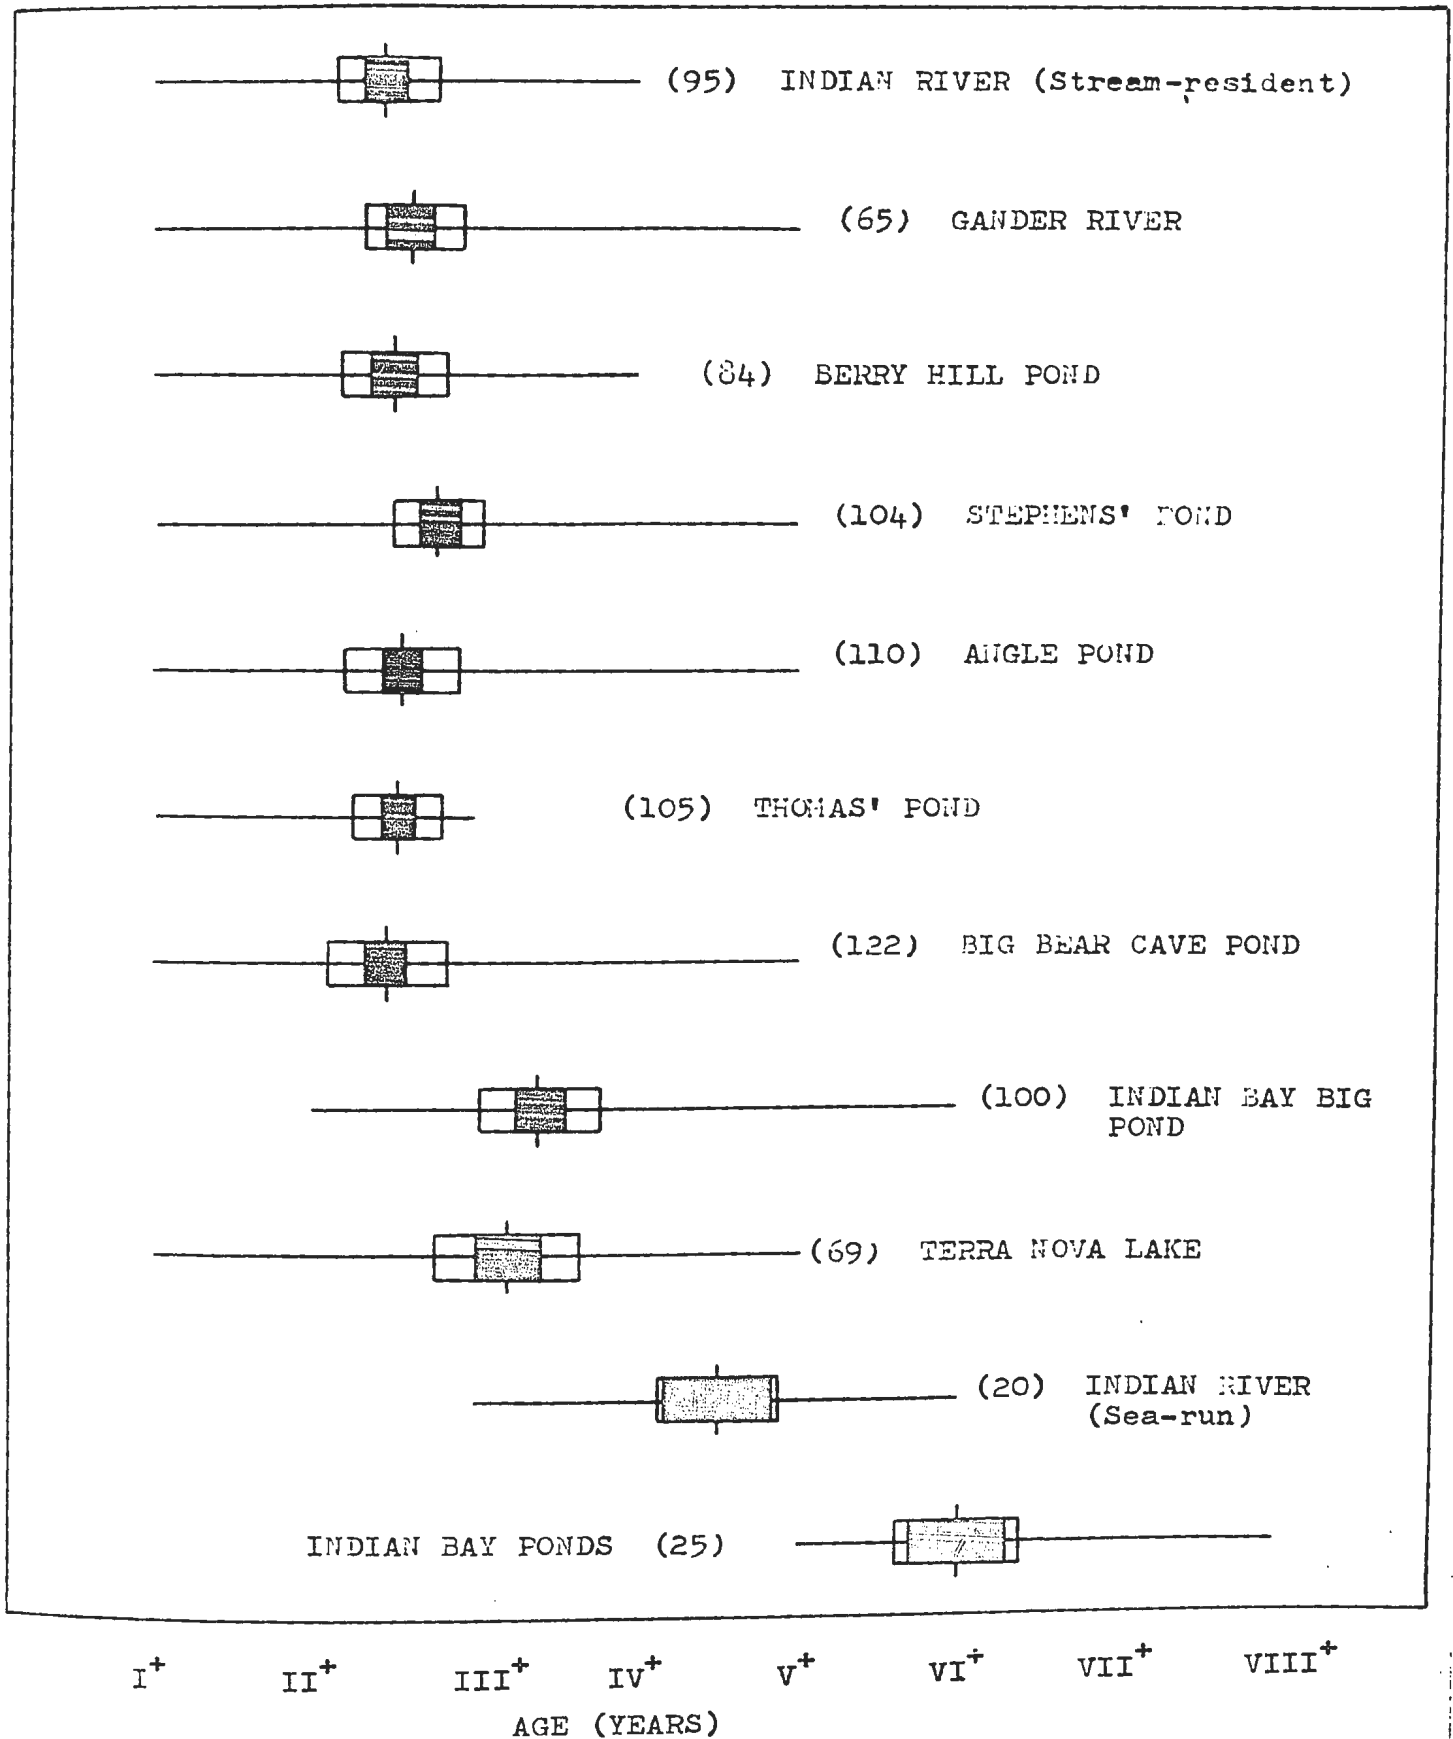 (95) INDIAN RIVER (Stream-resident)
(65) GANDER RIVER
(84) BERRY HILL POND
(104) STEPHENS' POND
(110) ANGLE POND
(105) THOMAS' POND
(122) BIG BEAR CAVE POND
(100) INDIAN BAY BIG
POND
(69) TERRA NOVA LAKE
(20) INDIAN RIVER
(Sea-run)
INDIAN BAY PONDS (25)
I+ II+ III+ IV+ V+ VI+ VII+ VIII+
AGE (YEARS)